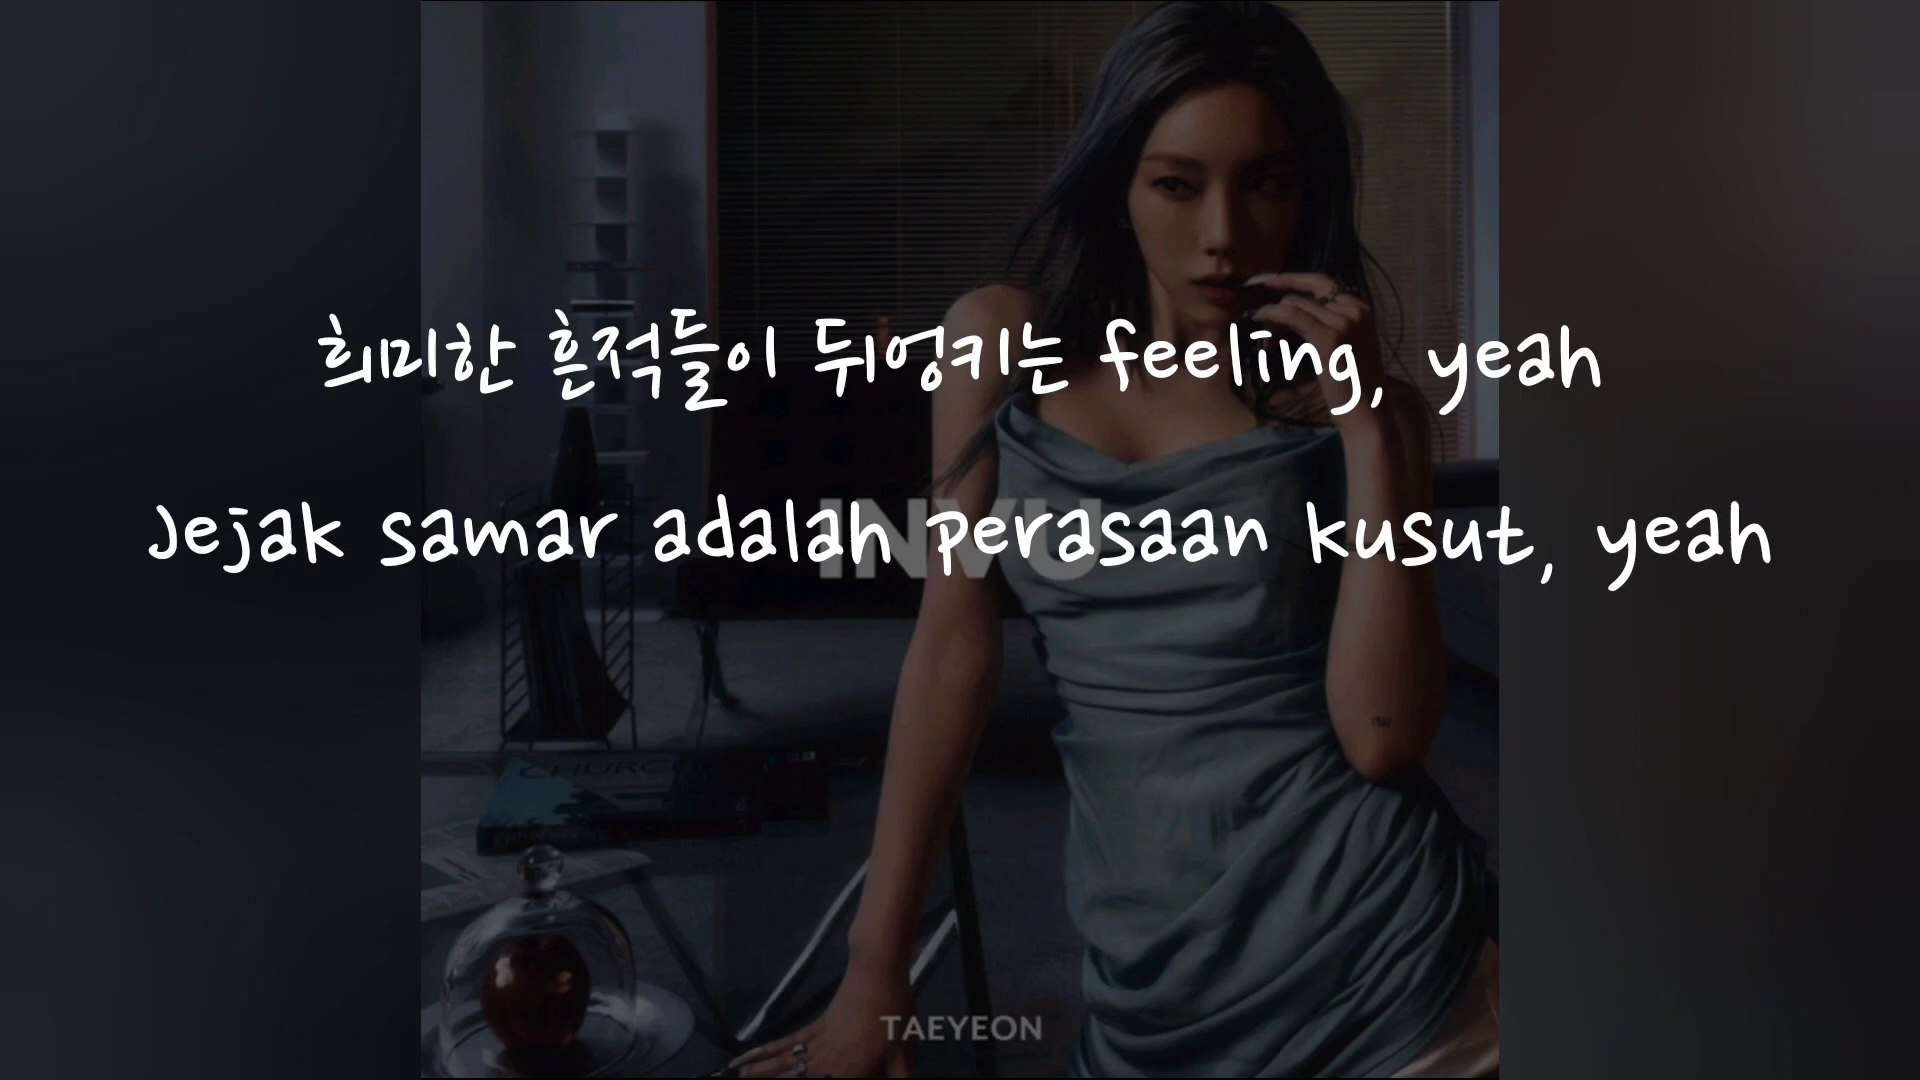 희미한 흔적들이 뒤엉키는 feeling, yeah
Jejak samar adalah perasaan kusut, yeah
INVU
CHURC
TAEYEON